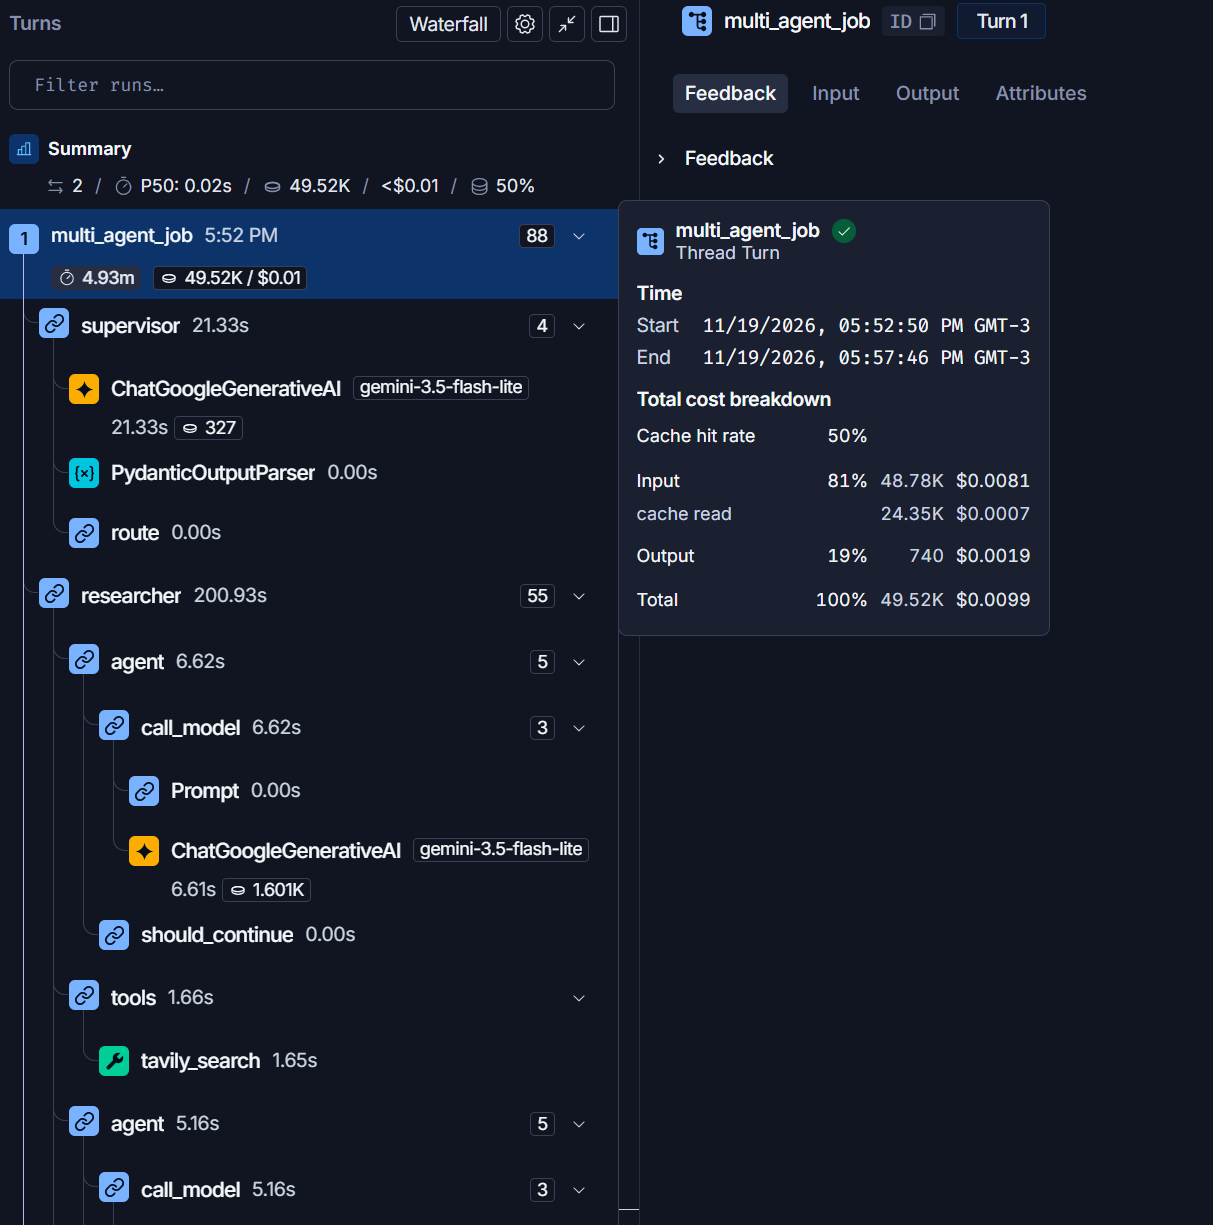 Turns
Waterfall
Filter runs…
Summary
2 / P50: 0.02s / 49.52K / <$0.01 / 50%
1 multi_agent_job 5:52 PM 88
4.93m 49.52K / $0.01
supervisor 21.33s 4
ChatGoogleGenerativeAI gemini-3.5-flash-lite
21.33s 327
PydanticOutputParser 0.00s
route 0.00s
researcher 200.93s 55
agent 6.62s 5
call_model 6.62s 3
Prompt 0.00s
ChatGoogleGenerativeAI gemini-3.5-flash-lite
6.61s 1.601K
should_continue 0.00s
tools 1.66s
tavily_search 1.65s
agent 5.16s 5
call_model 5.16s 3
multi_agent_job ID Turn 1
Feedback Input Output Attributes
Feedback
multi_agent_job
Thread Turn
Time
Start 11/19/2026, 05:52:50 PM GMT-3
End 11/19/2026, 05:57:46 PM GMT-3
Total cost breakdown
Cache hit rate 50%
Input 81% 48.78K $0.0081
cache read 24.35K $0.0007
Output 19% 740 $0.0019
Total 100% 49.52K $0.0099